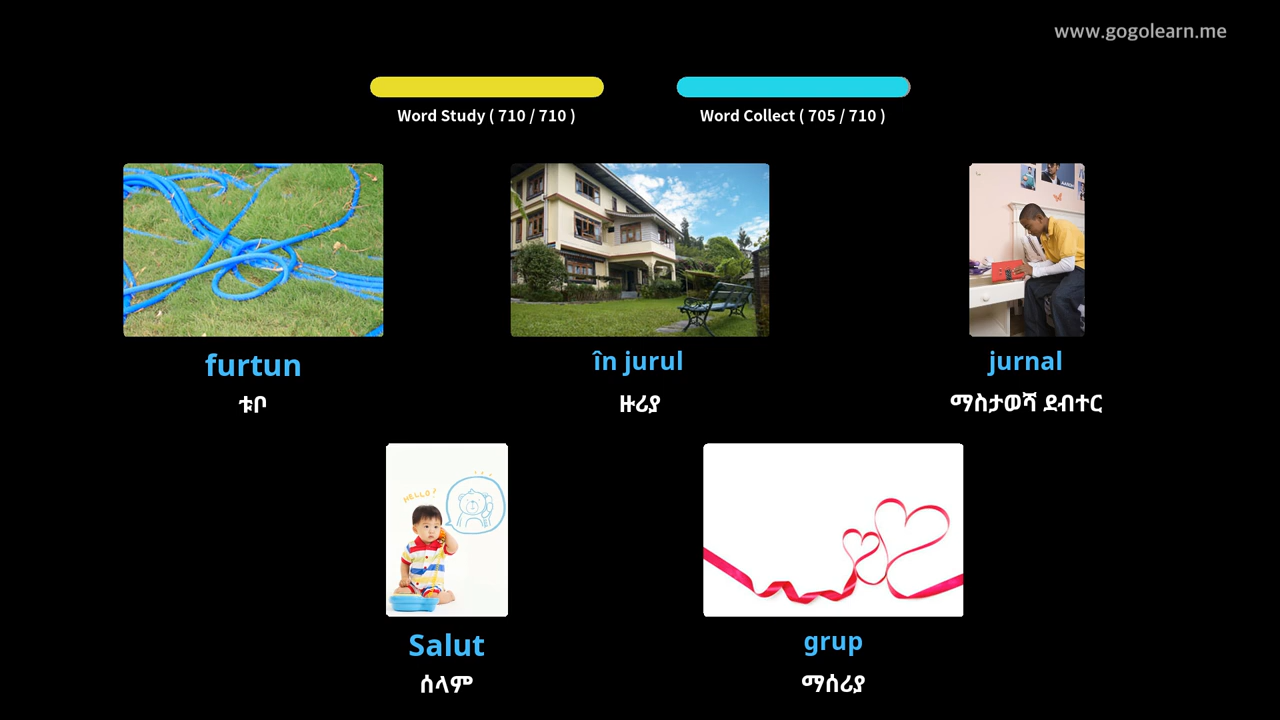 www.gogolearn.me
Word Study ( 710 / 710 )
Word Collect ( 705 / 710 )
furtun
în jurul
jurnal
ቱቦ
ዙሪያ
ማስታወሻ ደብተር
HELLO!
Salut
grup
ሰላም
ማሰሪያ